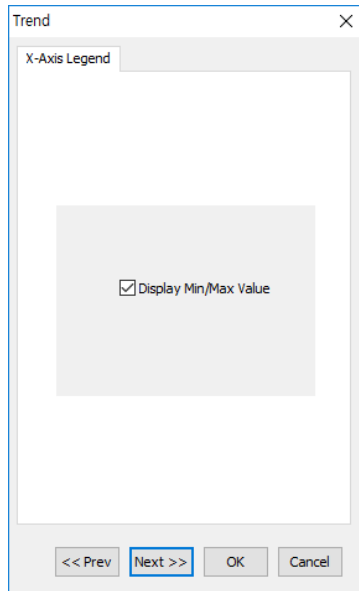 Trend
X-Axis Legend
Display Min/Max Value
<< Prev Next >> OK Cancel